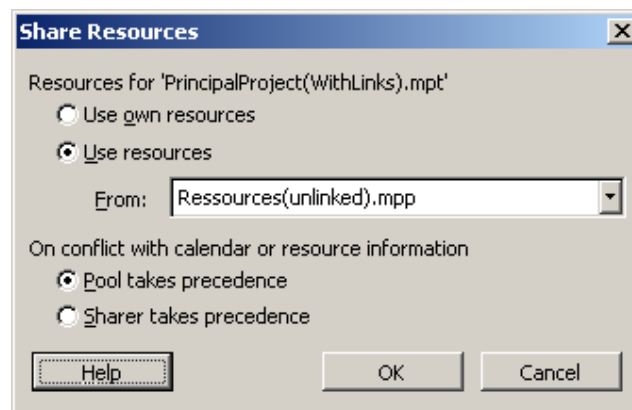 Share Resources
Resources for 'PrincipalProject(WithLinks).mpt'
Use own resources
Use resources
From: Ressources(unlinked).mpp
On conflict with calendar or resource information
Pool takes precedence
Sharer takes precedence
Help OK Cancel